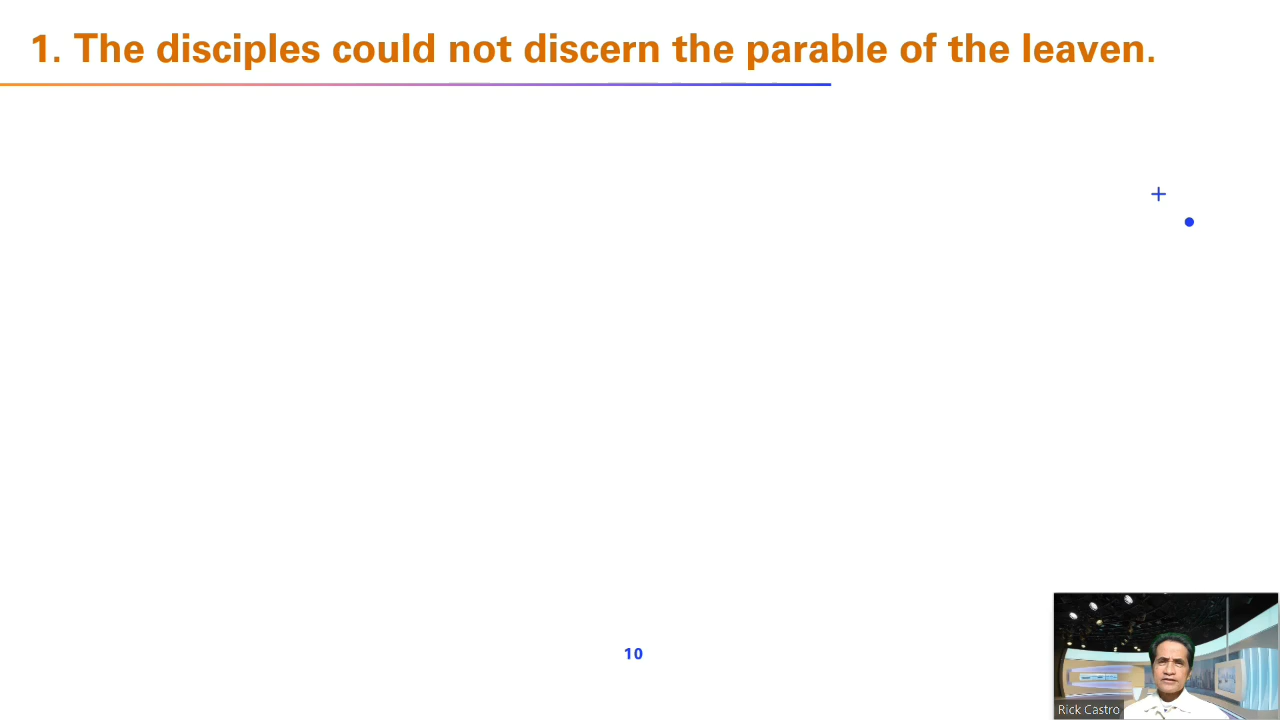 1. The disciples could not discern the parable of the leaven.
10
Rick Castro